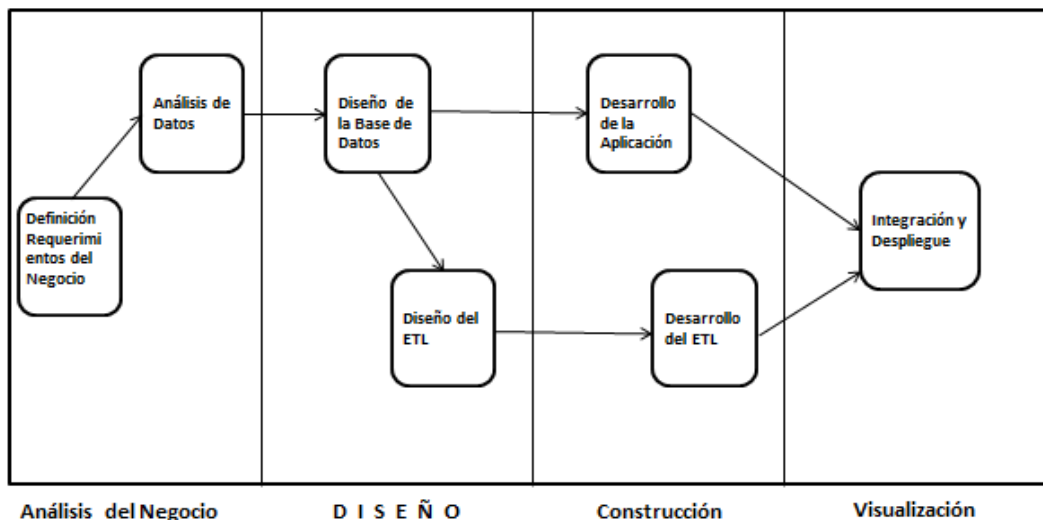 Análisis de
Datos
Definición
Requerimi
entos del
Negocio
Diseño de
la Base de
Datos
Diseño del
ETL
Desarrollo
de la
Aplicación
Desarrollo
del ETL
Integración y
Despliegue
Análisis del Negocio
D I S E Ñ O
Construcción
Visualización